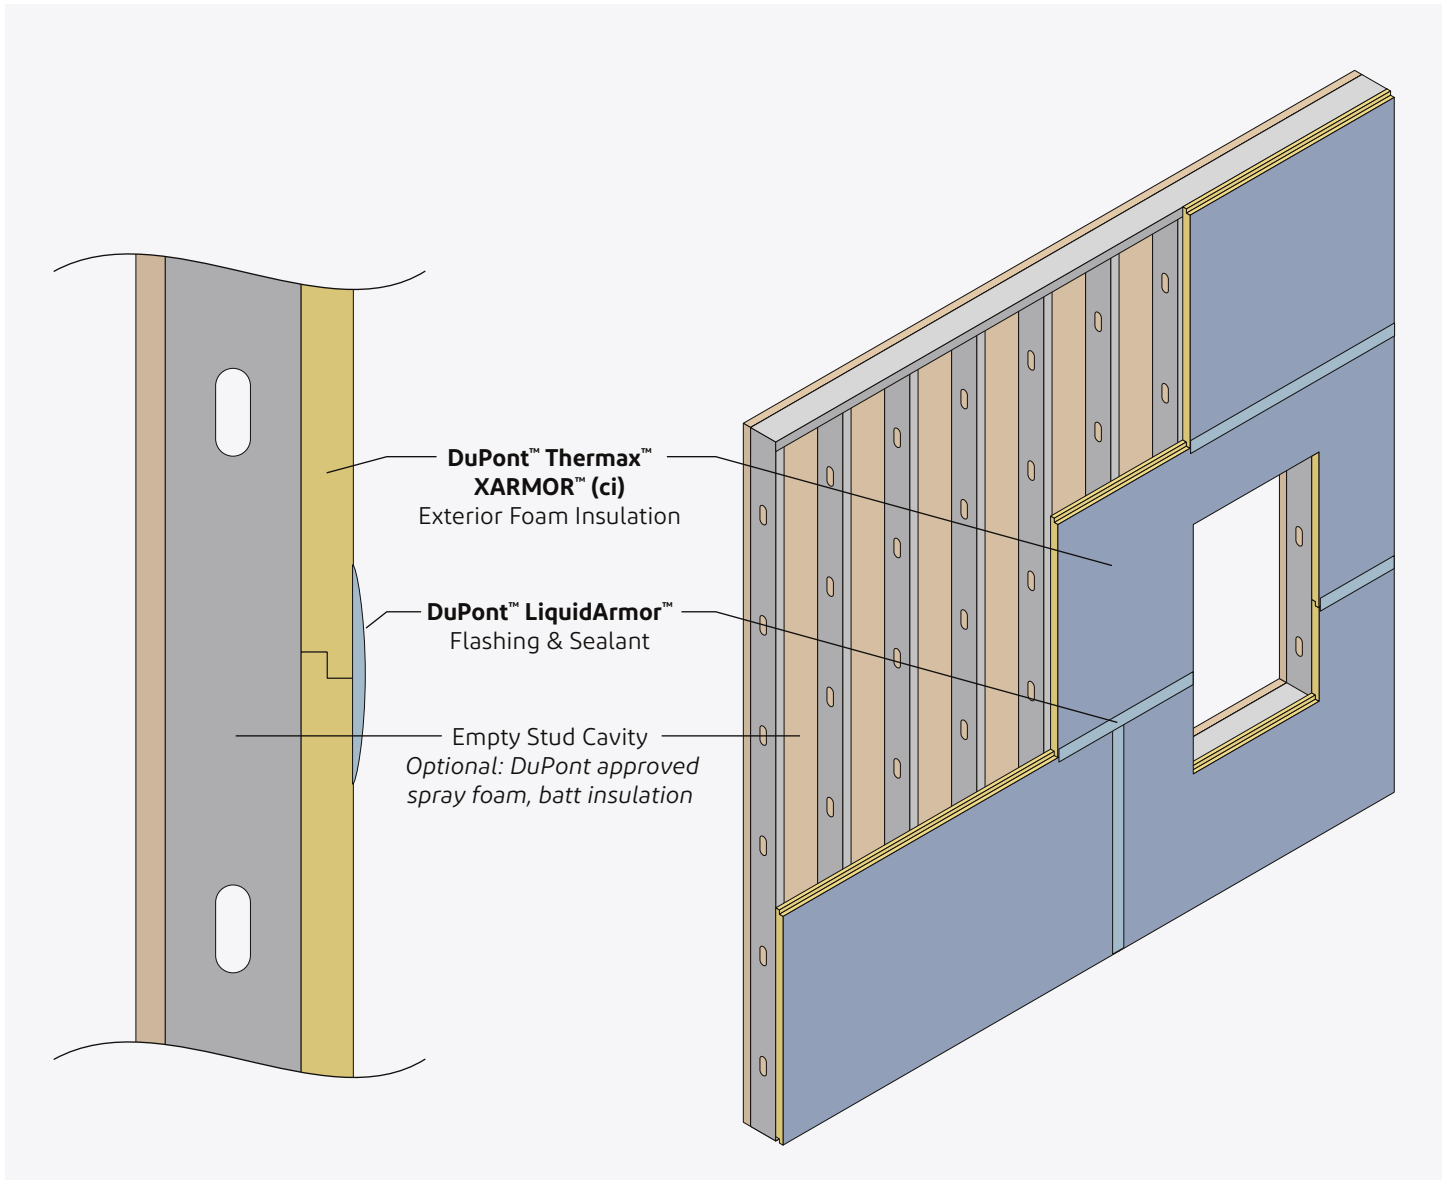 DuPont™ Thermax™
XARMOR™ (ci)
Exterior Foam Insulation
DuPont™ LiquidArmor™
Flashing & Sealant
Empty Stud Cavity
Optional: DuPont approved
spray foam, batt insulation